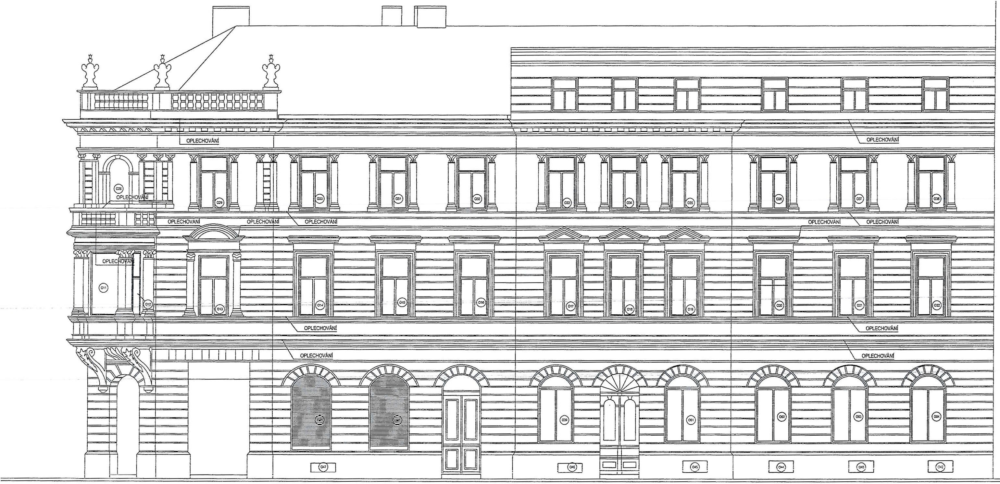 OPLECHOVÁNÍ
OPLECHOVÁNÍ
O28
O29
O30
O31
O32
O33
O34
O35
O36
O37
O38
OPLECHOVÁNÍ
OPLECHOVÁNÍ
OPLECHOVÁNÍ
OPLECHOVÁNÍ
OPLECHOVÁNÍ
OPLECHOVÁNÍ
OPLECHOVÁNÍ
O11
O12
O13
O14
O15
O16
O17
O18
O19
O20
O21
O22
OPLECHOVÁNÍ
OPLECHOVÁNÍ
OPLECHOVÁNÍ
OPLECHOVÁNÍ
O39
O01
O02
O03
O04
O47
O46
O45
O44
O43
O42